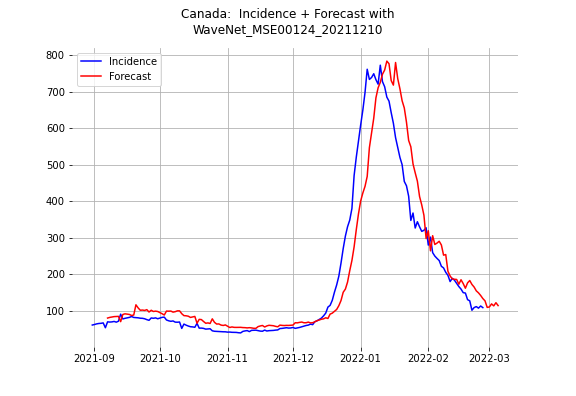 Canada:  Incidence + Forecast with
WaveNet_MSE00124_20211210
Incidence
Forecast
800
700
600
500
400
300
200
100
2021-09 2021-10 2021-11 2021-12 2022-01 2022-02 2022-03